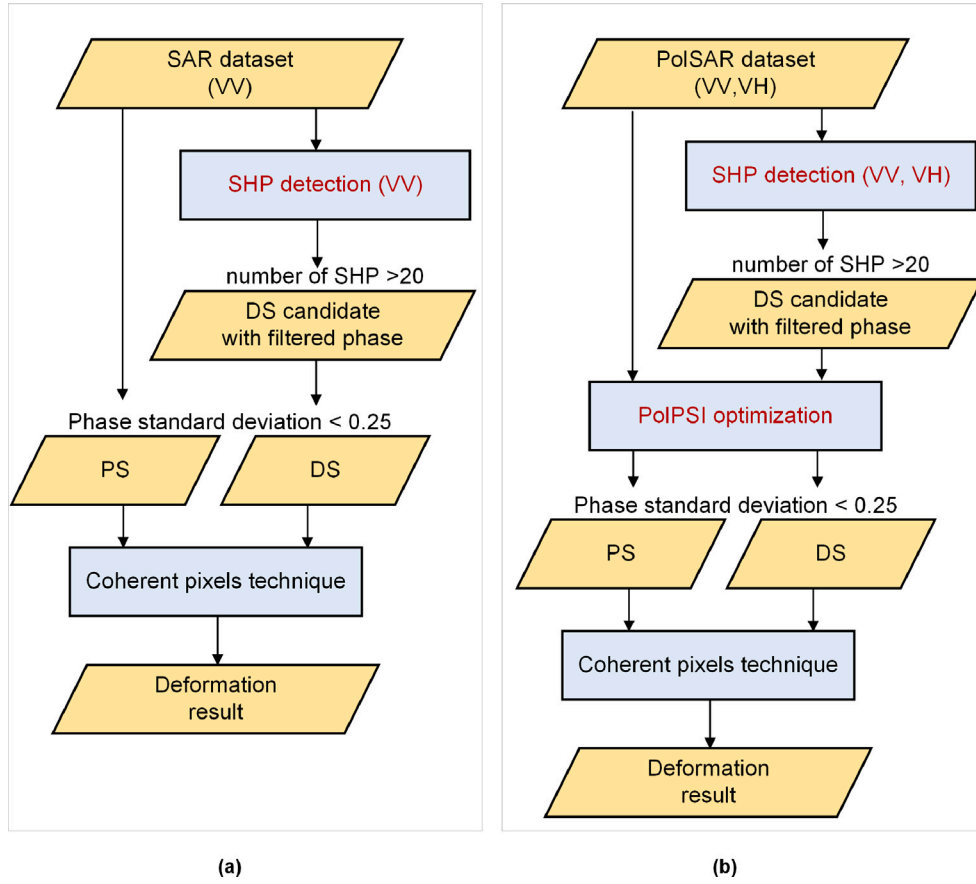 SAR dataset
(VV)
SHP detection (VV)
number of SHP >20
DS candidate
with filtered phase
Phase standard deviation < 0.25
PS
DS
Coherent pixels technique
Deformation
result
(a)
PolSAR dataset
(VV,VH)
SHP detection (VV, VH)
number of SHP >20
DS candidate
with filtered phase
PolPSI optimization
Phase standard deviation < 0.25
PS
DS
Coherent pixels technique
Deformation
result
(b)